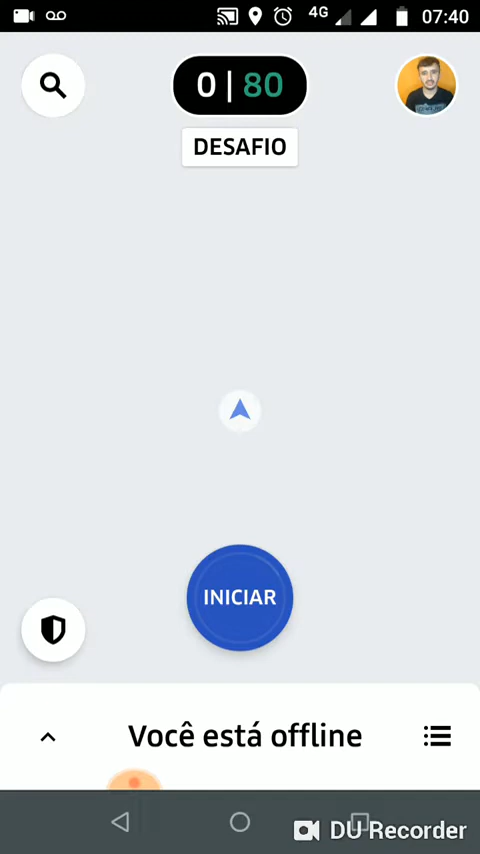 4G
07:40
0 | 80
DESAFIO
INICIAR
Você está offline
DU Recorder